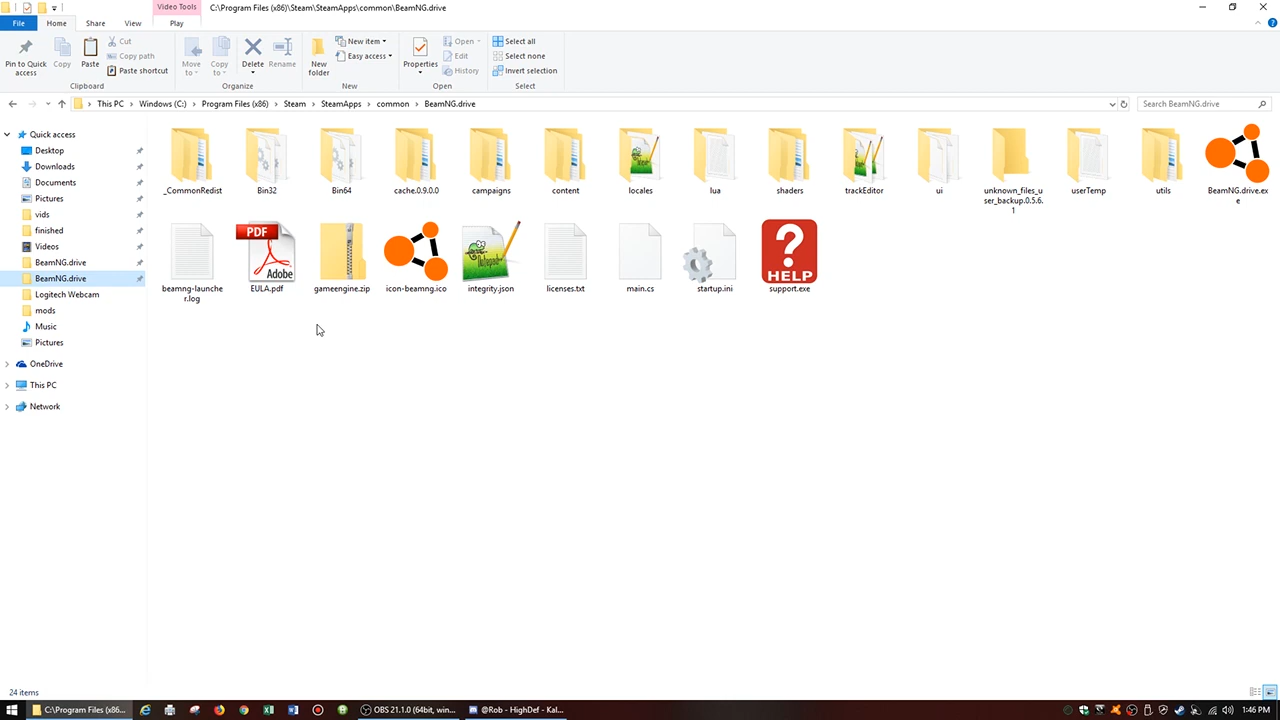 Video Tools
C:\Program Files (x86)\Steam\SteamApps\common\BeamNG.drive
File
Home
Share
View
Play
Pin to Quick
access
Copy
Paste
Cut
Copy path
Paste shortcut
Clipboard
Move
to
Copy
to
Delete
Rename
Organize
New
folder
New item
Easy access
New
Properties
Open
Edit
History
Open
Select all
Select none
Invert selection
Select
This PC
Windows (C:)
Program Files (x86)
Steam
SteamApps
common
BeamNG.drive
Search BeamNG.drive
Quick access
Desktop
Downloads
Documents
Pictures
vids
finished
Videos
BeamNG.drive
BeamNG.drive
Logitech Webcam
mods
Music
Pictures
OneDrive
This PC
Network
_CommonRedist
Bin32
Bin64
cache.0.9.0.0
campaigns
content
locales
lua
shaders
trackEditor
ui
unknown_files_u
ser_backup.0.5.6.
1
userTemp
utils
BeamNG.drive.ex
e
beamng-launche
r.log
PDF
Adobe
EULA.pdf
gameengine.zip
icon-beamng.ico
integrity.json
licenses.txt
main.cs
startup.ini
?
HELP
support.exe
24 items
C:\Program Files (x86...
OBS 21.1.0 (64bit, win...
@Rob - HighDef - Kal...
1:46 PM